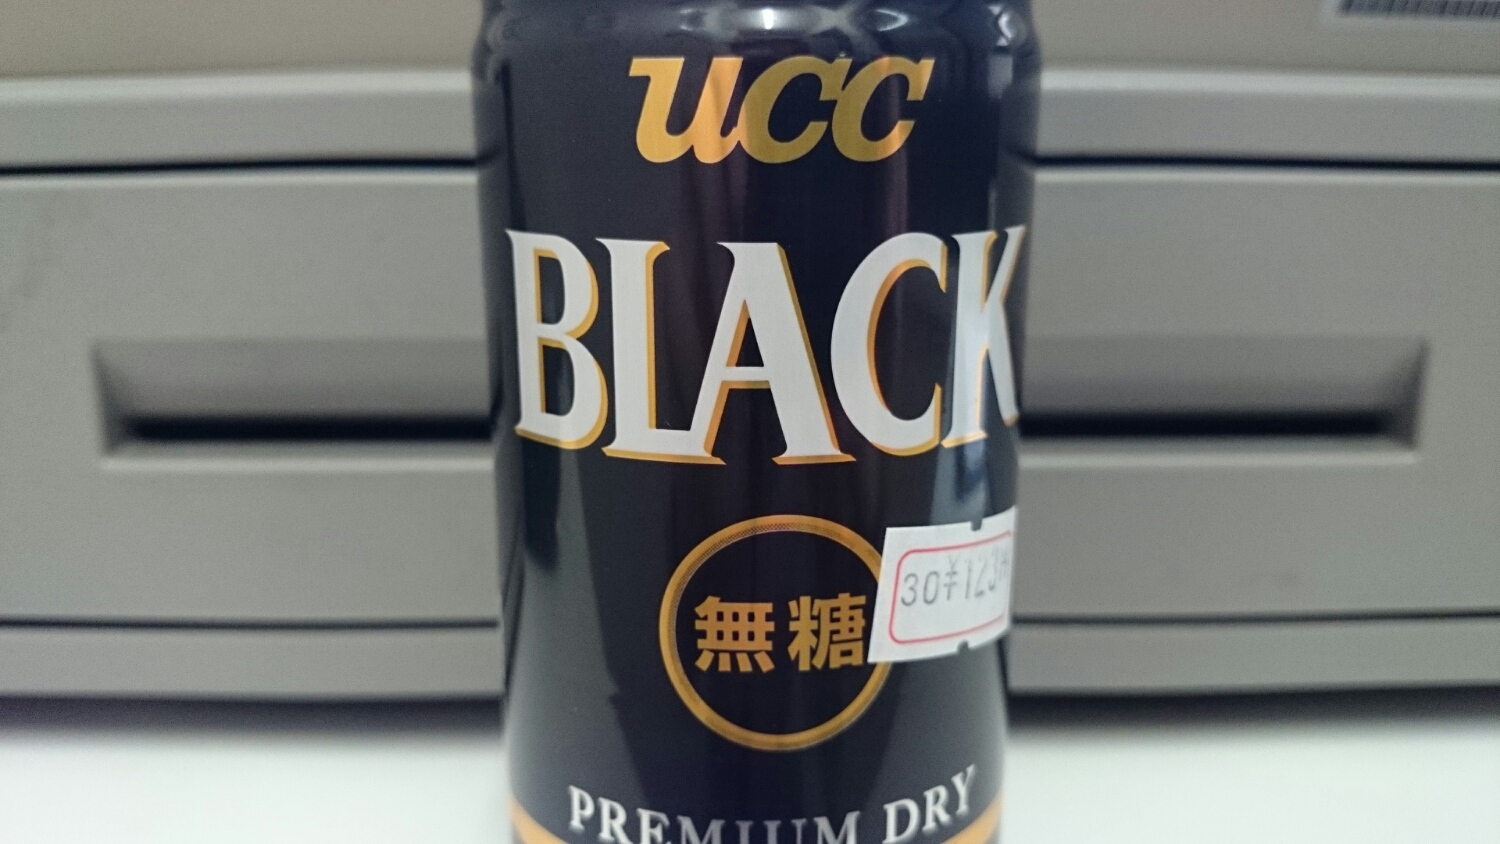 ucc
BLACK
無糖
30¥123
PREMIUM DRY